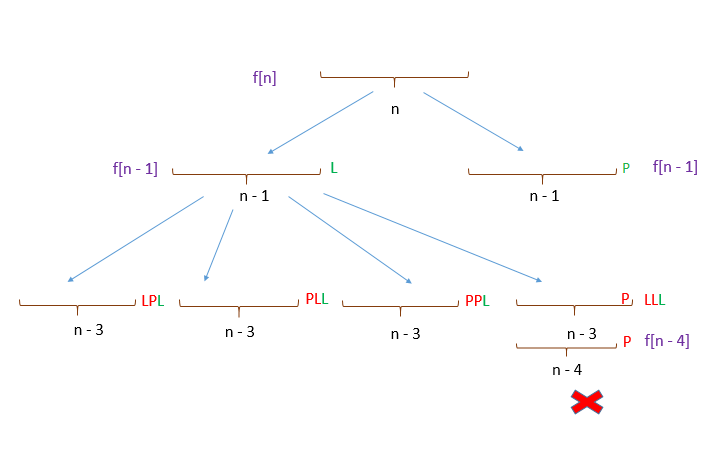 f[n]
n
f[n - 1] L P f[n - 1]
n - 1 n - 1
LPL PLL PPL P LLL
n - 3 n - 3 n - 3 n - 3
P f[n - 4]
n - 4